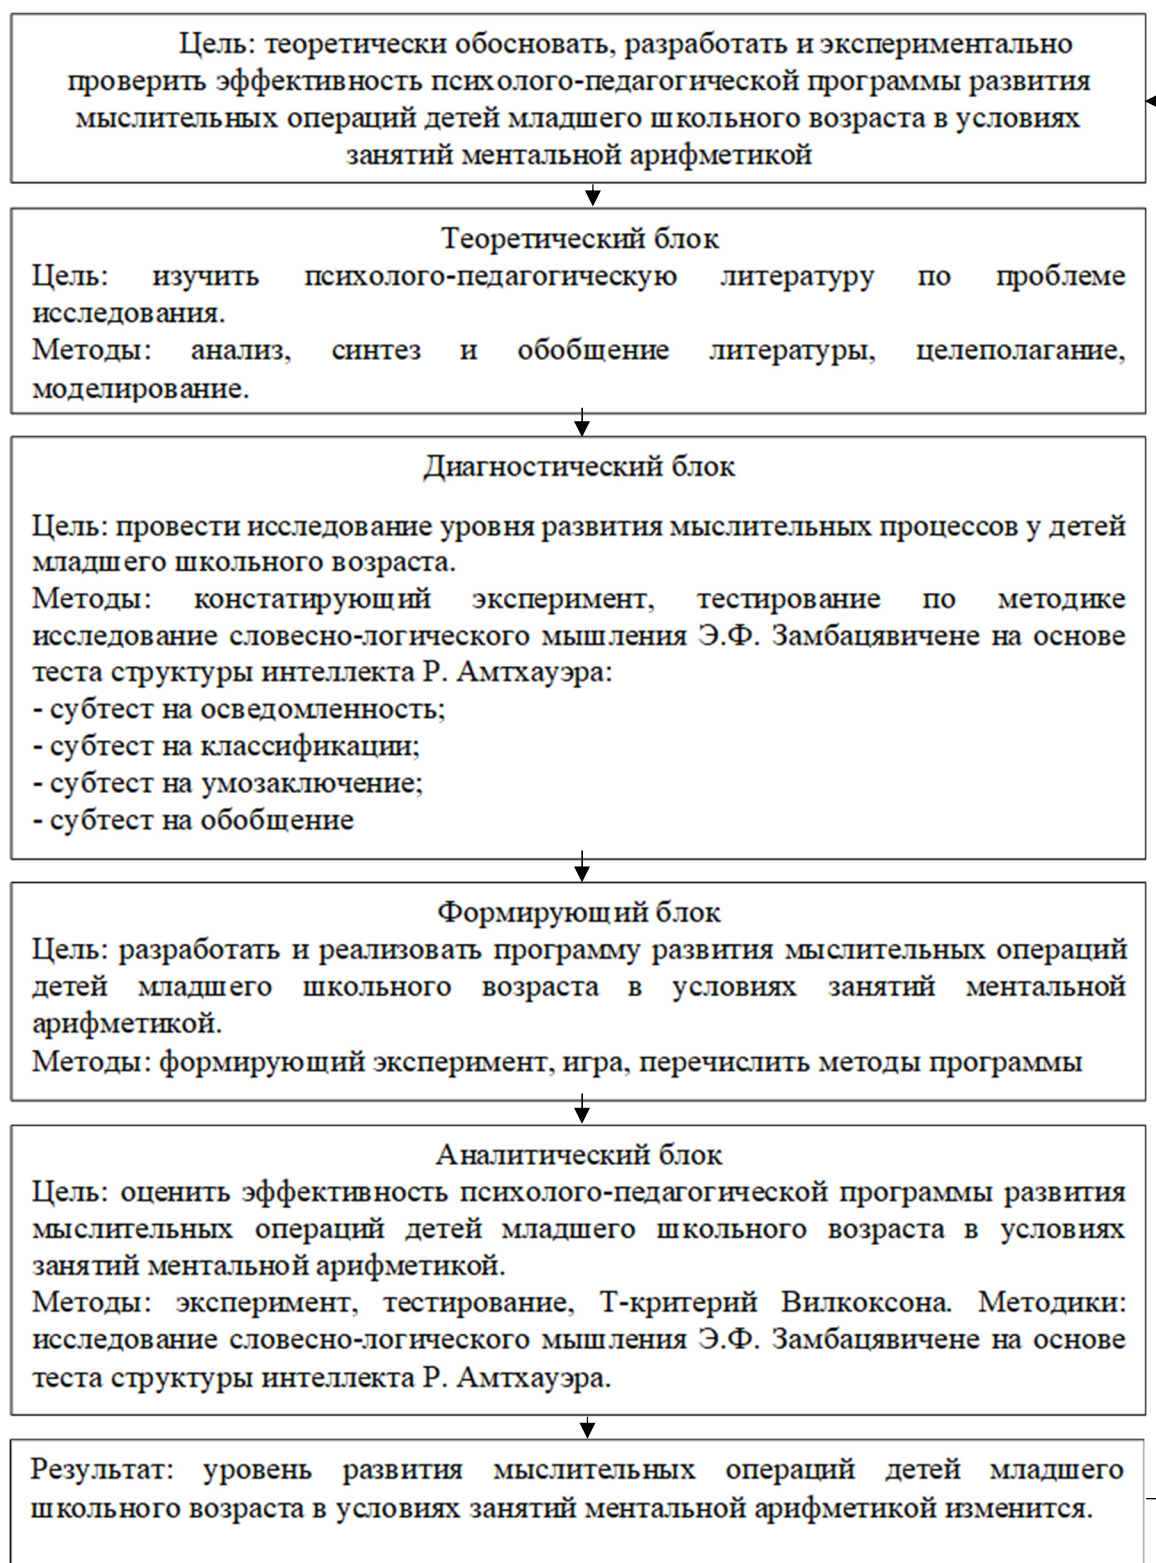 Цель: теоретически обосновать, разработать и экспериментально
проверить эффективность психолого-педагогической программы развития
мыслительных операций детей младшего школьного возраста в условиях
занятий ментальной арифметикой
Теоретический блок
Цель: изучить психолого-педагогическую литературу по проблеме
исследования.
Методы: анализ, синтез и обобщение литературы, целеполагание,
моделирование.
Диагностический блок
Цель: провести исследование уровня развития мыслительных процессов у детей
младшего школьного возраста.
Методы: констатирующий эксперимент, тестирование по методике
исследование словесно-логического мышления Э.Ф. Замбацявичене на основе
теста структуры интеллекта Р. Амтхауэра:
- субтест на осведомленность;
- субтест на классификации;
- субтест на умозаключение;
- субтест на обобщение
Формирующий блок
Цель: разработать и реализовать программу развития мыслительных операций
детей младшего школьного возраста в условиях занятий ментальной
арифметикой.
Методы: формирующий эксперимент, игра, перечислить методы программы
Аналитический блок
Цель: оценить эффективность психолого-педагогической программы развития
мыслительных операций детей младшего школьного возраста в условиях
занятий ментальной арифметикой.
Методы: эксперимент, тестирование, Т-критерий Вилкоксона. Методики:
исследование словесно-логического мышления Э.Ф. Замбацявичене на основе
теста структуры интеллекта Р. Амтхауэра.
Результат: уровень развития мыслительных операций детей младшего
школьного возраста в условиях занятий ментальной арифметикой изменится.